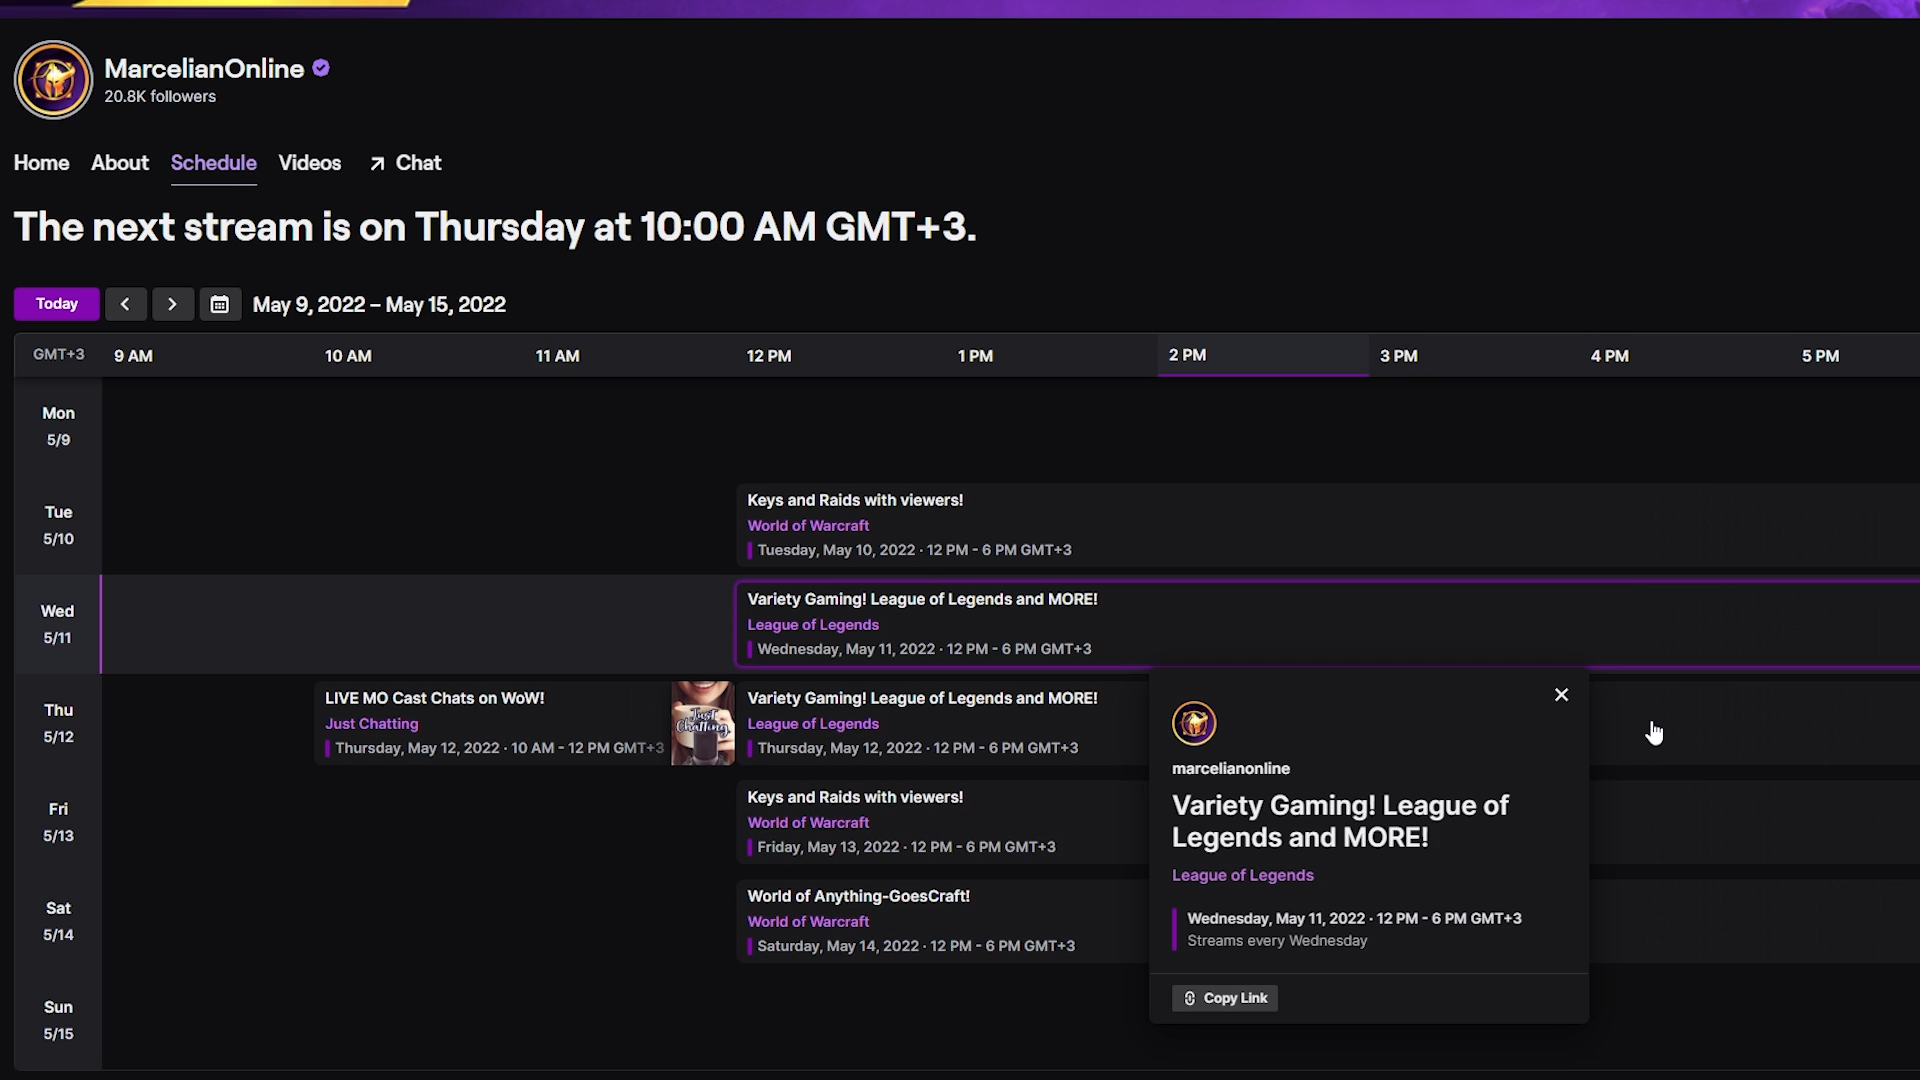 MarcelianOnline
20.8K followers
Home About Schedule Videos Chat
The next stream is on Thursday at 10:00 AM GMT+3.
Today May 9, 2022 – May 15, 2022
GMT+3 9 AM 10 AM 11 AM 12 PM 1 PM 2 PM 3 PM 4 PM 5 PM
Mon
5/9
Tue
5/10
Keys and Raids with viewers!
World of Warcraft
Tuesday, May 10, 2022 · 12 PM - 6 PM GMT+3
Wed
5/11
Variety Gaming! League of Legends and MORE!
League of Legends
Wednesday, May 11, 2022 · 12 PM - 6 PM GMT+3
Thu
5/12
LIVE MO Cast Chats on WoW!
Just Chatting
Thursday, May 12, 2022 · 10 AM - 12 PM GMT+3
Just
Chatting
Variety Gaming! League of Legends and MORE!
League of Legends
Thursday, May 12, 2022 · 12 PM - 6 PM GMT+3
Fri
5/13
Keys and Raids with viewers!
World of Warcraft
Friday, May 13, 2022 · 12 PM - 6 PM GMT+3
Sat
5/14
World of Anything-GoesCraft!
World of Warcraft
Saturday, May 14, 2022 · 12 PM - 6 PM GMT+3
Sun
5/15
marcelianonline
Variety Gaming! League of
Legends and MORE!
League of Legends
Wednesday, May 11, 2022 · 12 PM - 6 PM GMT+3
Streams every Wednesday
Copy Link